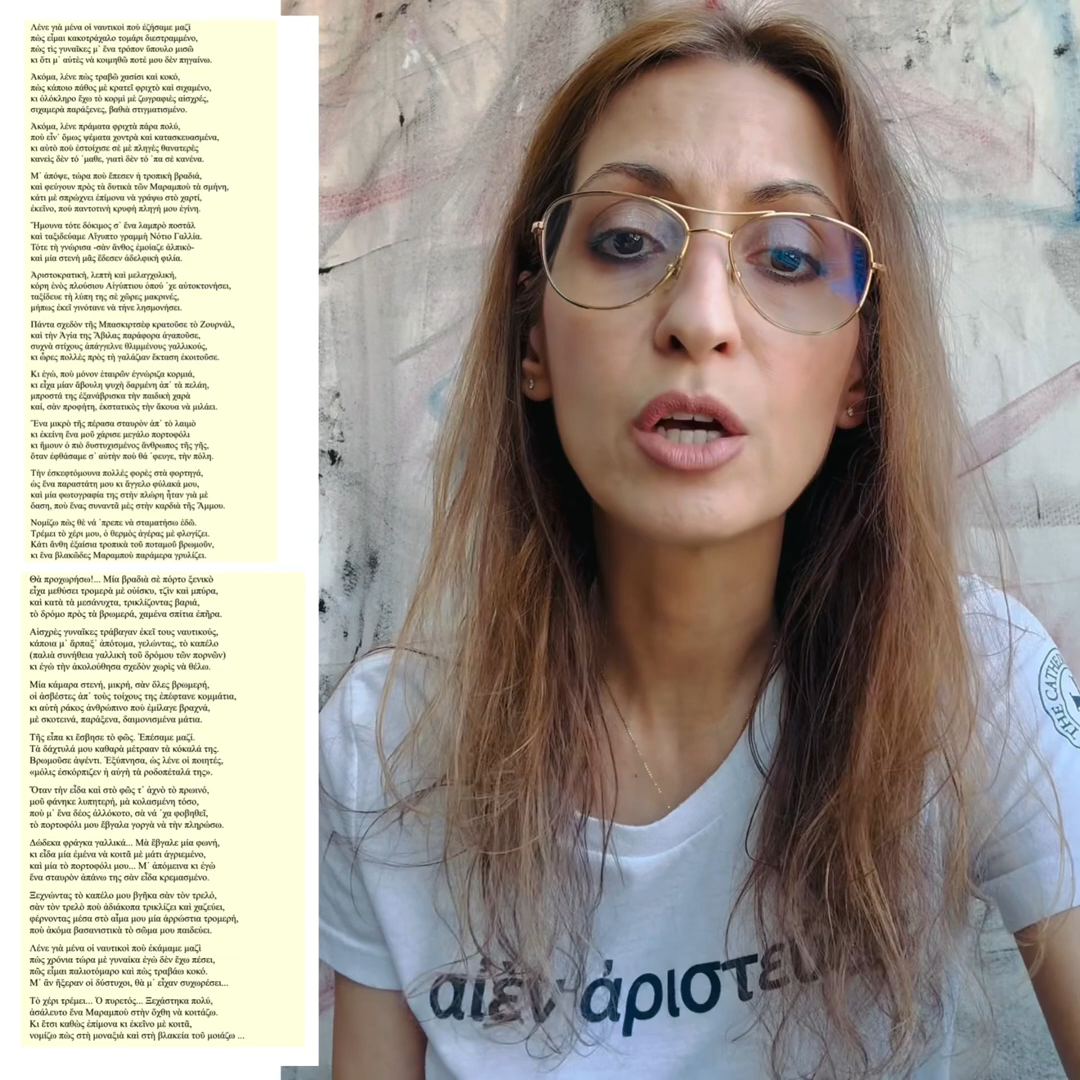 Λένε γιὰ μένα οἱ ναυτικοὶ ποὺ ἐζήσαμε μαζὶ
πὼς εἶμαι κακοτράχαλο τομάρι διεστραμμένο,
πὼς τὶς γυναῖκες μ᾿ ἕνα τρόπον ὕπουλο μισῶ
κι ὅτι μ᾿ αὐτὲς νὰ κοιμηθῶ ποτέ μου δὲν πηγαίνω.
Ἀκόμα, λένε πὼς τραβῶ χασίσι καὶ κοκό,
πὼς κάποιο πάθος μὲ κρατεῖ φριχτὸ καὶ σιχαμένο,
κι ὁλόκληρο ἔχω τὸ κορμὶ μὲ ζωγραφιὲς αἰσχρές,
σιχαμερὰ παράξενες, βαθιὰ στιγματισμένο.
Ἀκόμα, λένε πράματα φριχτὰ πάρα πολύ,
ποὺ εἶν᾿ ὅμως ψέματα χοντρὰ καὶ κατασκευασμένα,
κι αὐτὸ ποὺ ἐστοίχισε σὲ μὲ πληγὲς θανατερὲς
κανεὶς δὲν τό ᾿μαθε, γιατὶ δὲν τό ᾿πα σὲ κανένα.
Μ᾿ ἀπόψε, τώρα ποὺ ἔπεσεν ἡ τροπικὴ βραδιά,
καὶ φεύγουν πρὸς τὰ δυτικὰ τῶν Μαραμποὺ τὰ σμήνη,
κάτι μὲ σπρώχνει ἐπίμονα νὰ γράψω στὸ χαρτί,
ἐκεῖνο, ποὺ παντοτινὴ κρυφὴ πληγή μου ἐγίνη.
Ἤμουνα τότε δόκιμος σ᾿ ἕνα λαμπρὸ ποστάλ
καὶ ταξιδεύαμε Αἴγυπτο γραμμὴ Νότιο Γαλλία.
Τότε τὴ γνώρισα -σὰν ἄνθος ἐμοίαζε ἀλπικὸ-
καὶ μία στενὴ μᾶς ἔδεσεν ἀδελφικὴ φιλία.
Ἀριστοκρατική, λεπτὴ καὶ μελαγχολική,
κόρη ἑνὸς πλούσιου Αἰγύπτιου ὁποὺ ᾿χε αὐτοκτονήσει,
ταξίδευε τὴ λύπη της σὲ χῶρες μακρινές,
μήπως ἐκεῖ γινότανε νὰ τήνε λησμονήσει.
Πάντα σχεδὸν τῆς Μπασκιρτσὲφ κρατοῦσε τὸ Ζουρνάλ,
καὶ τὴν Ἁγία της Ἄβιλας παράφορα ἀγαποῦσε,
συχνὰ στίχους ἀπάγγελνε θλιμμένους γαλλικούς,
κι ὧρες πολλὲς πρὸς τὴ γαλάζιαν ἔκταση ἐκοιτοῦσε.
Κι ἐγώ, ποὺ μόνον ἑταιρῶν ἐγνώριζα κορμιά,
κι εἶχα μίαν ἄβουλη ψυχὴ δαρμένη ἀπ᾿ τὰ πελάη,
μπροστά της ἐξανάβρισκα τὴν παιδικὴ χαρὰ
καί, σὰν προφήτη, ἐκστατικὸς τὴν ἄκουα νὰ μιλάει.
Ἕνα μικρὸ τῆς πέρασα σταυρὸν ἀπ᾿ τὸ λαιμὸ
κι ἐκείνη ἕνα μοῦ χάρισε μεγάλο πορτοφόλι
κι ἤμουν ὁ πιὸ δυστυχισμένος ἄνθρωπος τῆς γῆς,
ὅταν ἐφθάσαμε σ᾿ αὐτὴν ποὺ θά ᾿φευγε, τὴν πόλη.
Τὴν ἐσκεφτόμουνα πολλὲς φορὲς στὰ φορτηγά,
ὡς ἕνα παραστάτη μου κι ἄγγελο φύλακά μου,
καὶ μία φωτογραφία της στὴν πλώρη ἦταν γιὰ μὲ
ὄαση, ποὺ ἕνας συναντᾶ μὲς στὴν καρδιὰ τῆς Ἄμμου.
Νομίζω πὼς θὲ νά ᾿πρεπε νὰ σταματήσω ἐδῶ.
Τρέμει τὸ χέρι μου, ὁ θερμὸς ἀγέρας μὲ φλογίζει.
Κάτι ἄνθη ἐξαίσια τροπικὰ τοῦ ποταμοῦ βρωμοῦν,
κι ἕνα βλακῶδες Μαραμποὺ παράμερα γρυλίζει.
Θὰ προχωρήσω!... Μία βραδιὰ σὲ πόρτο ξενικὸ
εἶχα μεθύσει τρομερὰ μὲ οὐίσκυ, τζὶν καὶ μπύρα,
καὶ κατὰ τὰ μεσάνυχτα, τρικλίζοντας βαριά,
τὸ δρόμο πρὸς τὰ βρωμερά, χαμένα σπίτια ἐπῆρα.
Αἰσχρὲς γυναῖκες τράβαγαν ἐκεῖ τους ναυτικούς,
κάποια μ᾿ ἅρπαξ᾿ ἀπότομα, γελώντας, τὸ καπέλο
(παλιὰ συνήθεια γαλλικὴ τοῦ δρόμου τῶν πορνῶν)
κι ἐγὼ τὴν ἀκολούθησα σχεδὸν χωρὶς νὰ θέλω.
Μία κάμαρα στενή, μικρή, σὰν ὅλες βρωμερή,
οἱ ἀσβέστες ἀπ᾿ τοὺς τοίχους της ἐπέφτανε κομμάτια,
κι αὐτὴ ράκος ἀνθρώπινο ποὺ ἐμίλαγε βραχνά,
μὲ σκοτεινά, παράξενα, δαιμονισμένα μάτια.
Τῆς εἶπα κι ἔσβησε τὸ φῶς. Ἐπέσαμε μαζί.
Τὰ δάχτυλά μου καθαρὰ μέτρααν τὰ κόκαλά της.
Βρωμοῦσε ἀψέντι. Ἐξύπνησα, ὡς λένε οἱ ποιητές,
«μόλις ἐσκόρπιζεν ἡ αὐγὴ τὰ ροδοπέταλά της».
Ὅταν τὴν εἶδα καὶ στὸ φῶς τ᾿ ἀχνὸ τὸ πρωινό,
μοῦ φάνηκε λυπητερή, μὰ κολασμένη τόσο,
ποὺ μ᾿ ἕνα δέος ἀλλόκοτο, σὰ νά ᾿χα φοβηθεῖ,
τὸ πορτοφόλι μου ἔβγαλα γοργὰ νὰ τὴν πληρώσω.
Δώδεκα φράγκα γαλλικά... Μὰ ἔβγαλε μία φωνή,
κι εἶδα μία ἐμένα νὰ κοιτᾶ μὲ μάτι ἀγριεμένο,
καὶ μία τὸ πορτοφόλι μου... Μ᾿ ἀπόμεινα κι ἐγὼ
ἕνα σταυρὸν ἀπάνω της σὰν εἶδα κρεμασμένο.
Ξεχνώντας τὸ καπέλο μου βγῆκα σὰν τὸν τρελό,
σὰν τὸν τρελὸ ποὺ ἀδιάκοπα τρικλίζει καὶ χαζεύει,
φέρνοντας μέσα στὸ αἷμα μου μία ἀρρώστια τρομερή,
ποὺ ἀκόμα βασανιστικὰ τὸ σῶμα μου παιδεύει.
Λένε γιὰ μένα οἱ ναυτικοὶ ποὺ ἐκάμαμε μαζὶ
πὼς χρόνια τώρα μὲ γυναίκα ἐγὼ δὲν ἔχω πέσει,
πῶς εἶμαι παλιοτόμαρο καὶ πὼς τραβάω κοκό.
Μ᾿ ἂν ἤξεραν οἱ δύστυχοι, θὰ μ᾿ εἶχαν συχωρέσει...
Τὸ χέρι τρέμει... Ὁ πυρετός... Ξεχάστηκα πολύ,
ἀσάλευτο ἕνα Μαραμποὺ στὴν ὄχθη νὰ κοιτάζω.
Κι ἔτσι καθὼς ἐπίμονα κι ἐκεῖνο μὲ κοιτᾶ,
νομίζω πὼς στὴ μοναξιὰ καὶ στὴ βλακεία τοῦ μοιάζω ...
THE
αἰὲν ἀριστεύ